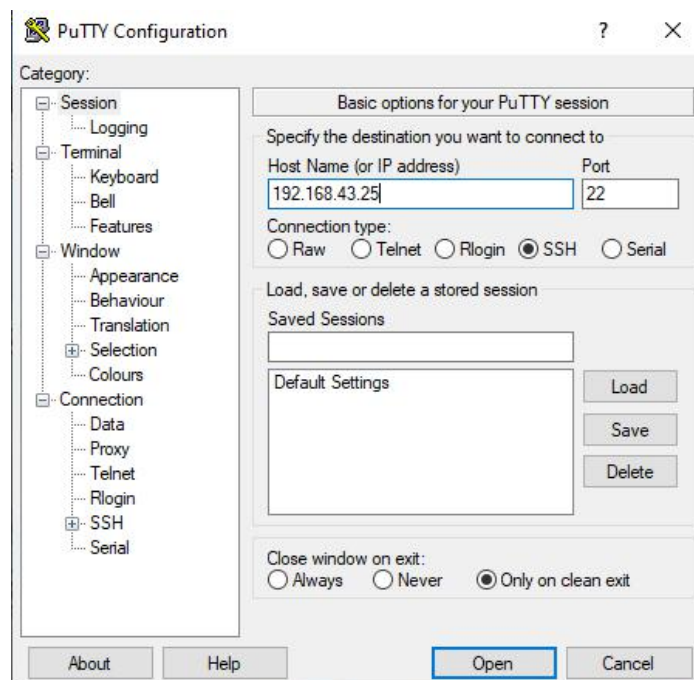 PuTTY Configuration
?
Category:
Session
Logging
Terminal
Keyboard
Bell
Features
Window
Appearance
Behaviour
Translation
Selection
Colours
Connection
Data
Proxy
Telnet
Rlogin
SSH
Serial
Basic options for your PuTTY session
Specify the destination you want to connect to
Host Name (or IP address) Port
192.168.43.25 22
Connection type:
Raw Telnet Rlogin SSH Serial
Load, save or delete a stored session
Saved Sessions
Default Settings
Load
Save
Delete
Close window on exit:
Always Never Only on clean exit
About Help Open Cancel